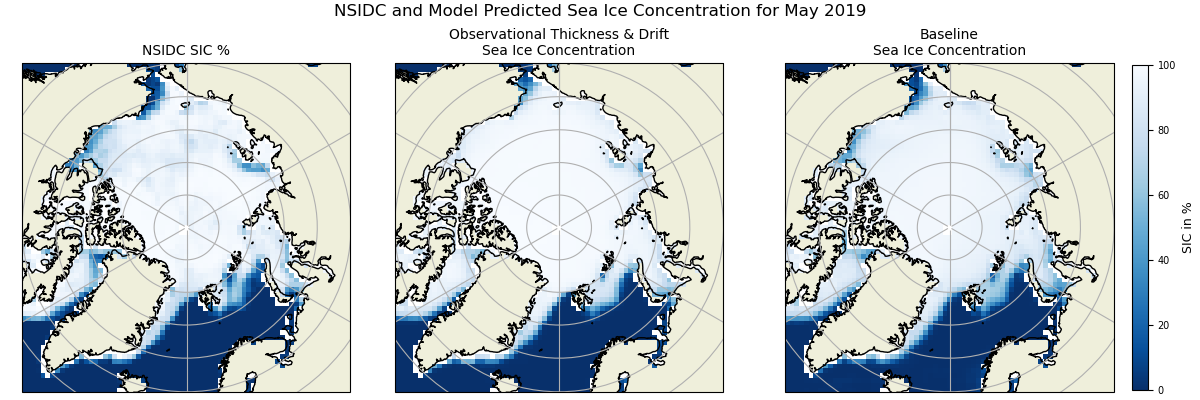 NSIDC and Model Predicted Sea Ice Concentration for May 2019
NSIDC SIC %
Observational Thickness & Drift
Sea Ice Concentration
Baseline
Sea Ice Concentration
100
80
60
40
20
0
SIC in %